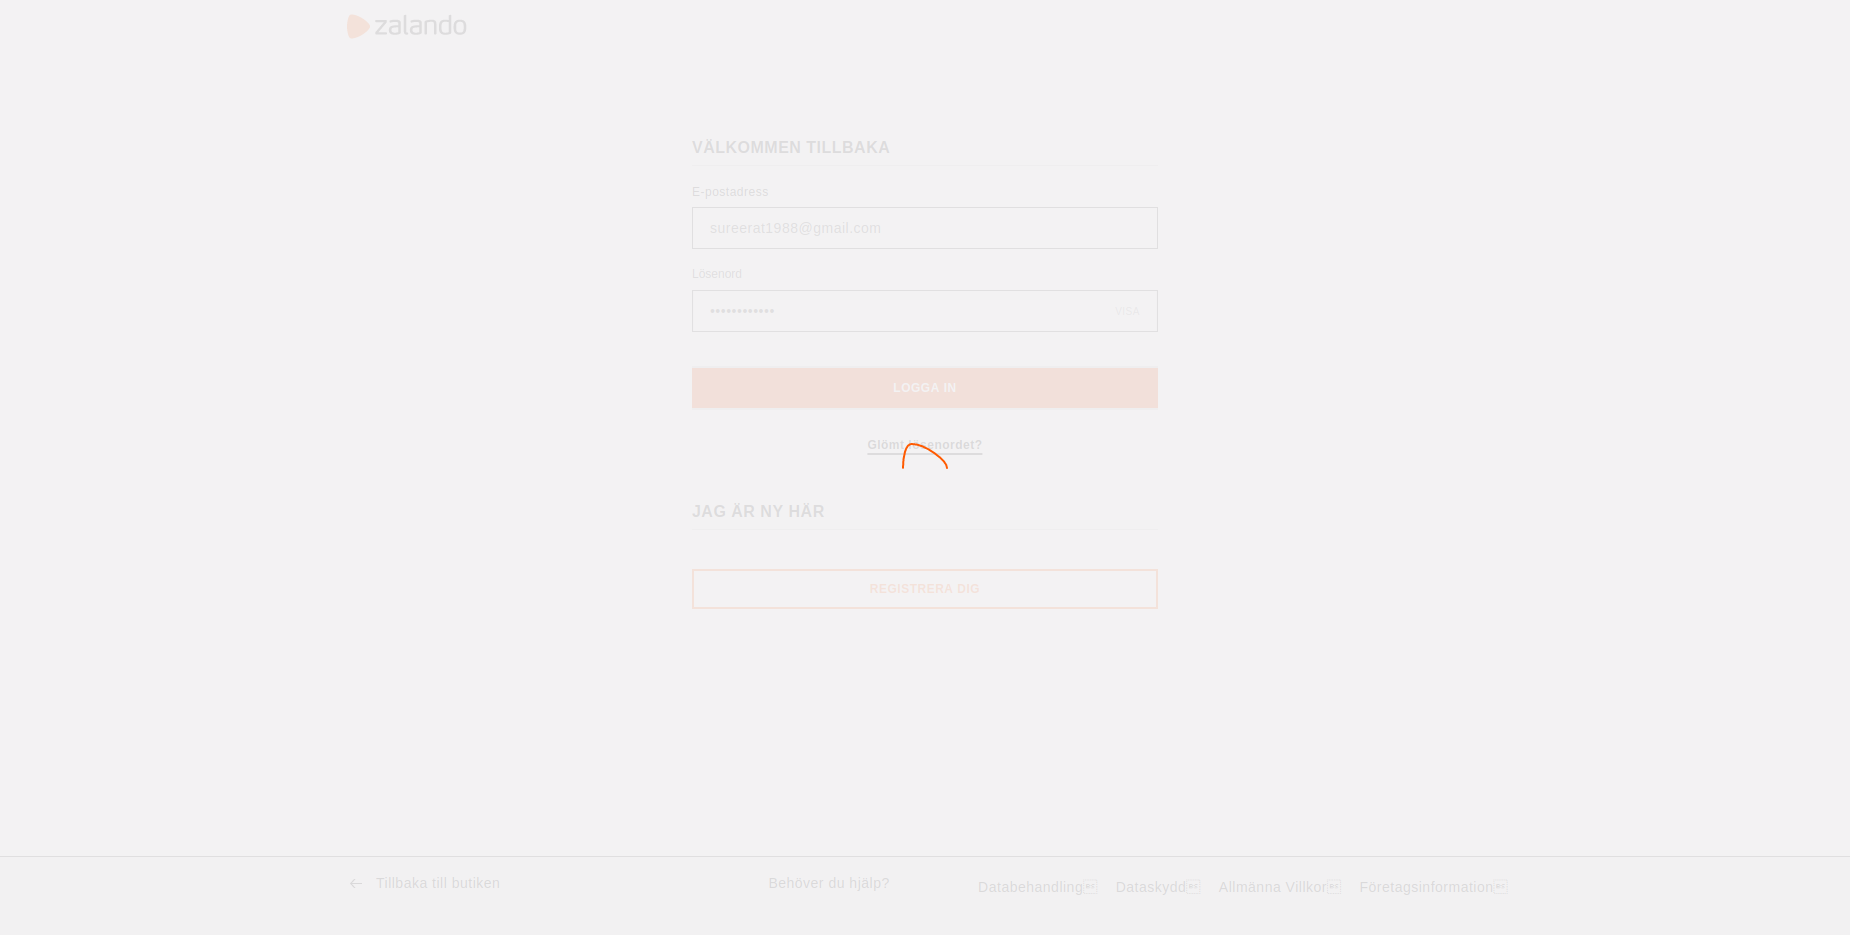 zalando
VÄLKOMMEN TILLBAKA
E-postadress
sureerat1988@gmail.com
Lösenord
••••••••••••
VISA
LOGGA IN
Glömt lösenordet?
JAG ÄR NY HÄR
REGISTRERA DIG
Tillbaka till butiken
Behöver du hjälp?
Databehandling
Dataskydd
Allmänna Villkor
Företagsinformation